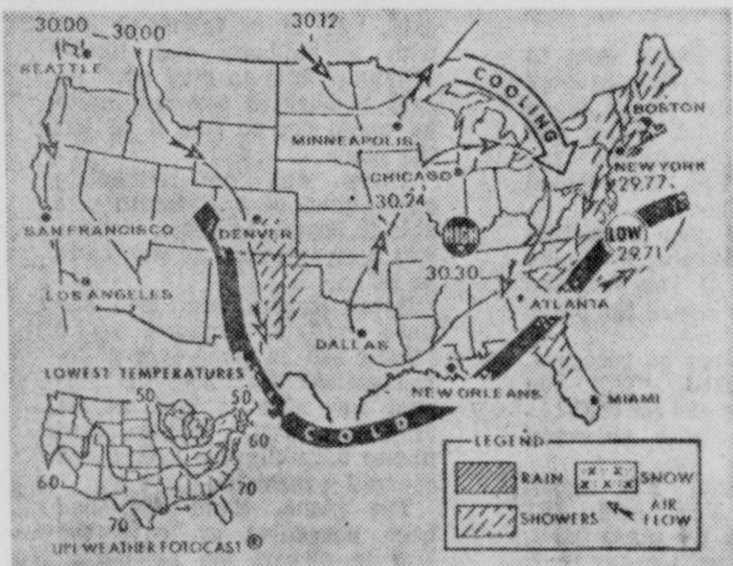 30.00
30.00
30.12
SEATTLE
COOLING
BOSTON
MINNEAPOLIS
CHICAGO
NEW YORK
29.77
30.24
SAN FRANCISCO
DENVER
HIGH
LOW
29.71
30.30
LOS ANGELES
ATLANTA
DALLAS
LOWEST TEMPERATURES
NEW ORLEANS
MIAMI
50
50
COLD
60
LEGEND
RAIN
SNOW
60
70
SHOWERS
AIR
FLOW
70
UPI WEATHER FOTOCAST ®